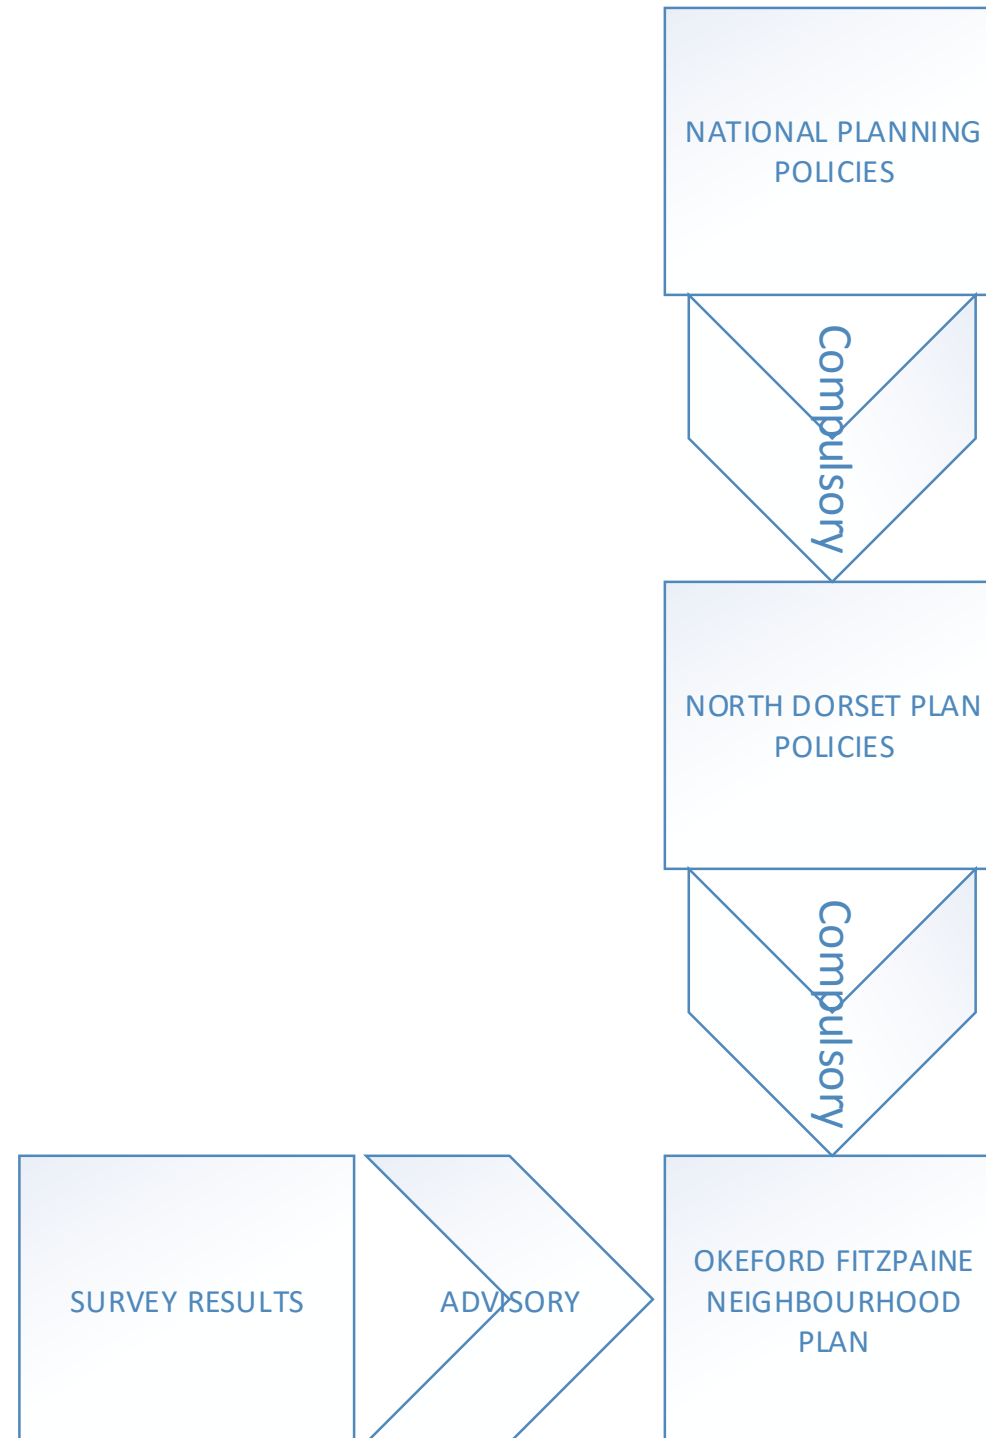 NATIONAL PLANNING
POLICIES
Compulsory
NORTH DORSET PLAN
POLICIES
Compulsory
SURVEY RESULTS
ADVISORY
OKEFORD FITZPAINE
NEIGHBOURHOOD
PLAN